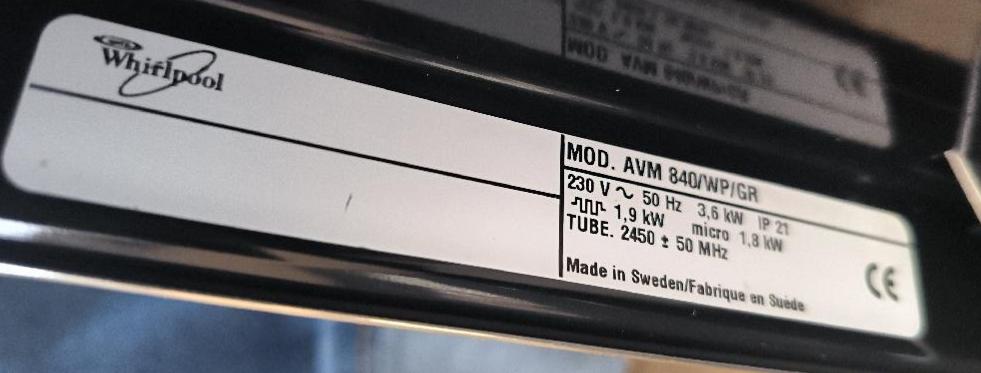 Whirlpool
MOD. AVM 840/WP/GR
230 V ~ 50 Hz 3,6 kW IP 21
1,9 kW micro 1,8 kW
TUBE. 2450 ± 50 MHz
Made in Sweden/Fabrique en Suède
CE